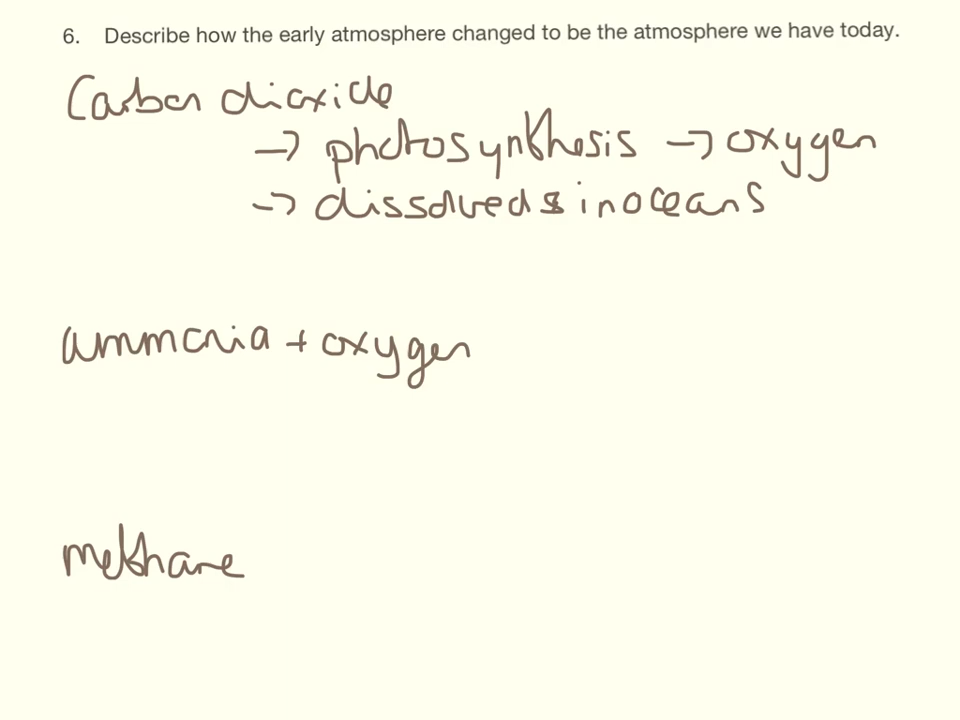 6. Describe how the early atmosphere changed to be the atmosphere we have today.
Carbon dioxide
→ photosynthesis → oxygen
→ dissolved in oceans
ammonia + oxygen
methane